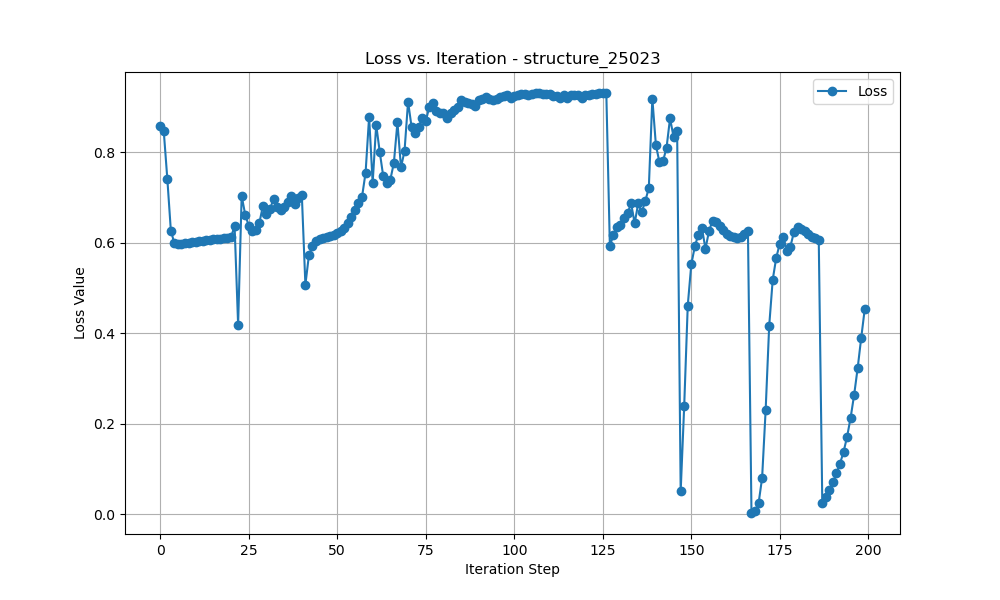 Loss vs. Iteration - structure_25023
Loss
Loss Value
0.8
0.6
0.4
0.2
0.0
0 25 50 75 100 125 150 175 200
Iteration Step